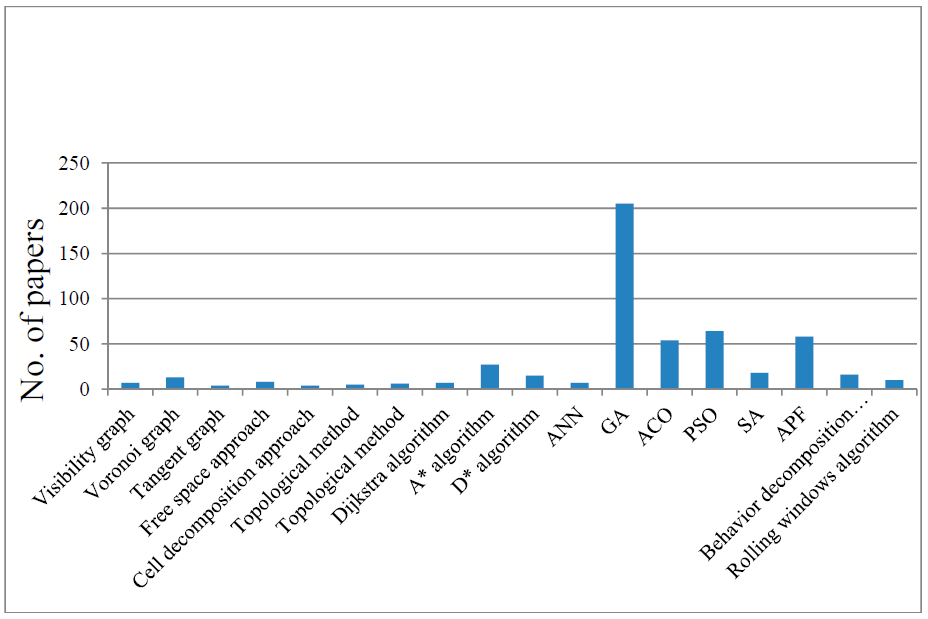 250
200
150
100
50
0
No. of papers
Visibility graph
Voronoi graph
Tangent graph
Free space approach
Cell decomposition approach
Topological method
Topological method
Dijkstra algorithm
A* algorithm
D* algorithm
ANN
GA
ACO
PSO
SA
APF
Behavior decomposition…
Rolling windows algorithm